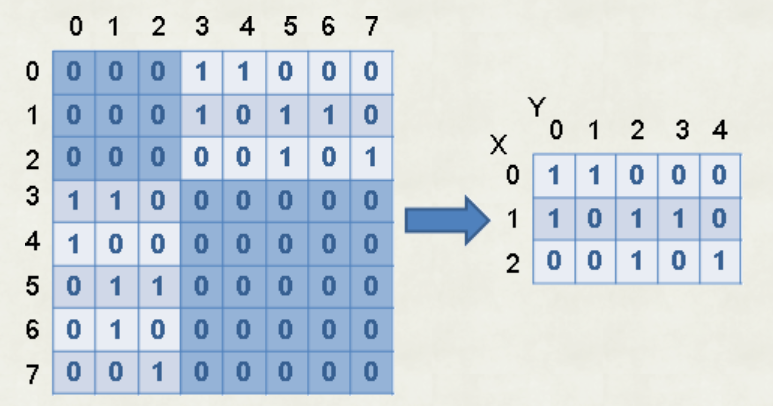 0 1 2 3 4 5 6 7
0 0 0 0 1 1 0 0 0
1 0 0 0 1 0 1 1 0
2 0 0 0 0 0 1 0 1
3 1 1 0 0 0 0 0 0
4 1 0 0 0 0 0 0 0
5 0 1 1 0 0 0 0 0
6 0 1 0 0 0 0 0 0
7 0 0 1 0 0 0 0 0
Y
X
0 1 2 3 4
0 1 1 0 0 0
1 1 0 1 1 0
2 0 0 1 0 1